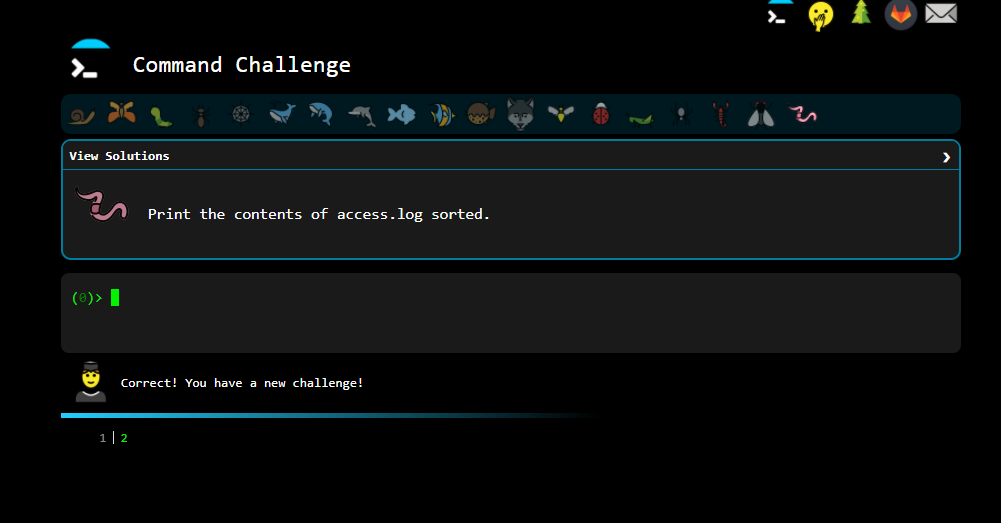 Command Challenge
View Solutions
Print the contents of access.log sorted.
(0)>
Correct! You have a new challenge!
1 | 2